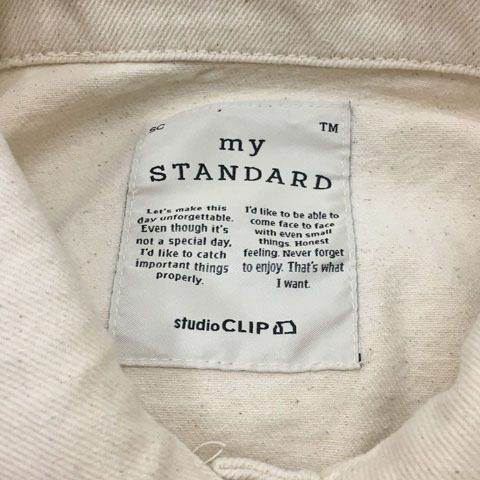 SC
TM
my
STANDARD
Let's make this
day unforgettable.
Even though it's
not a special day,
I'd like to catch
important things
properly.
I'd like to be able to
come face to face
with even small
things. Honest
feeling. Never forget
to enjoy. That's what
I want.
studio CLIP